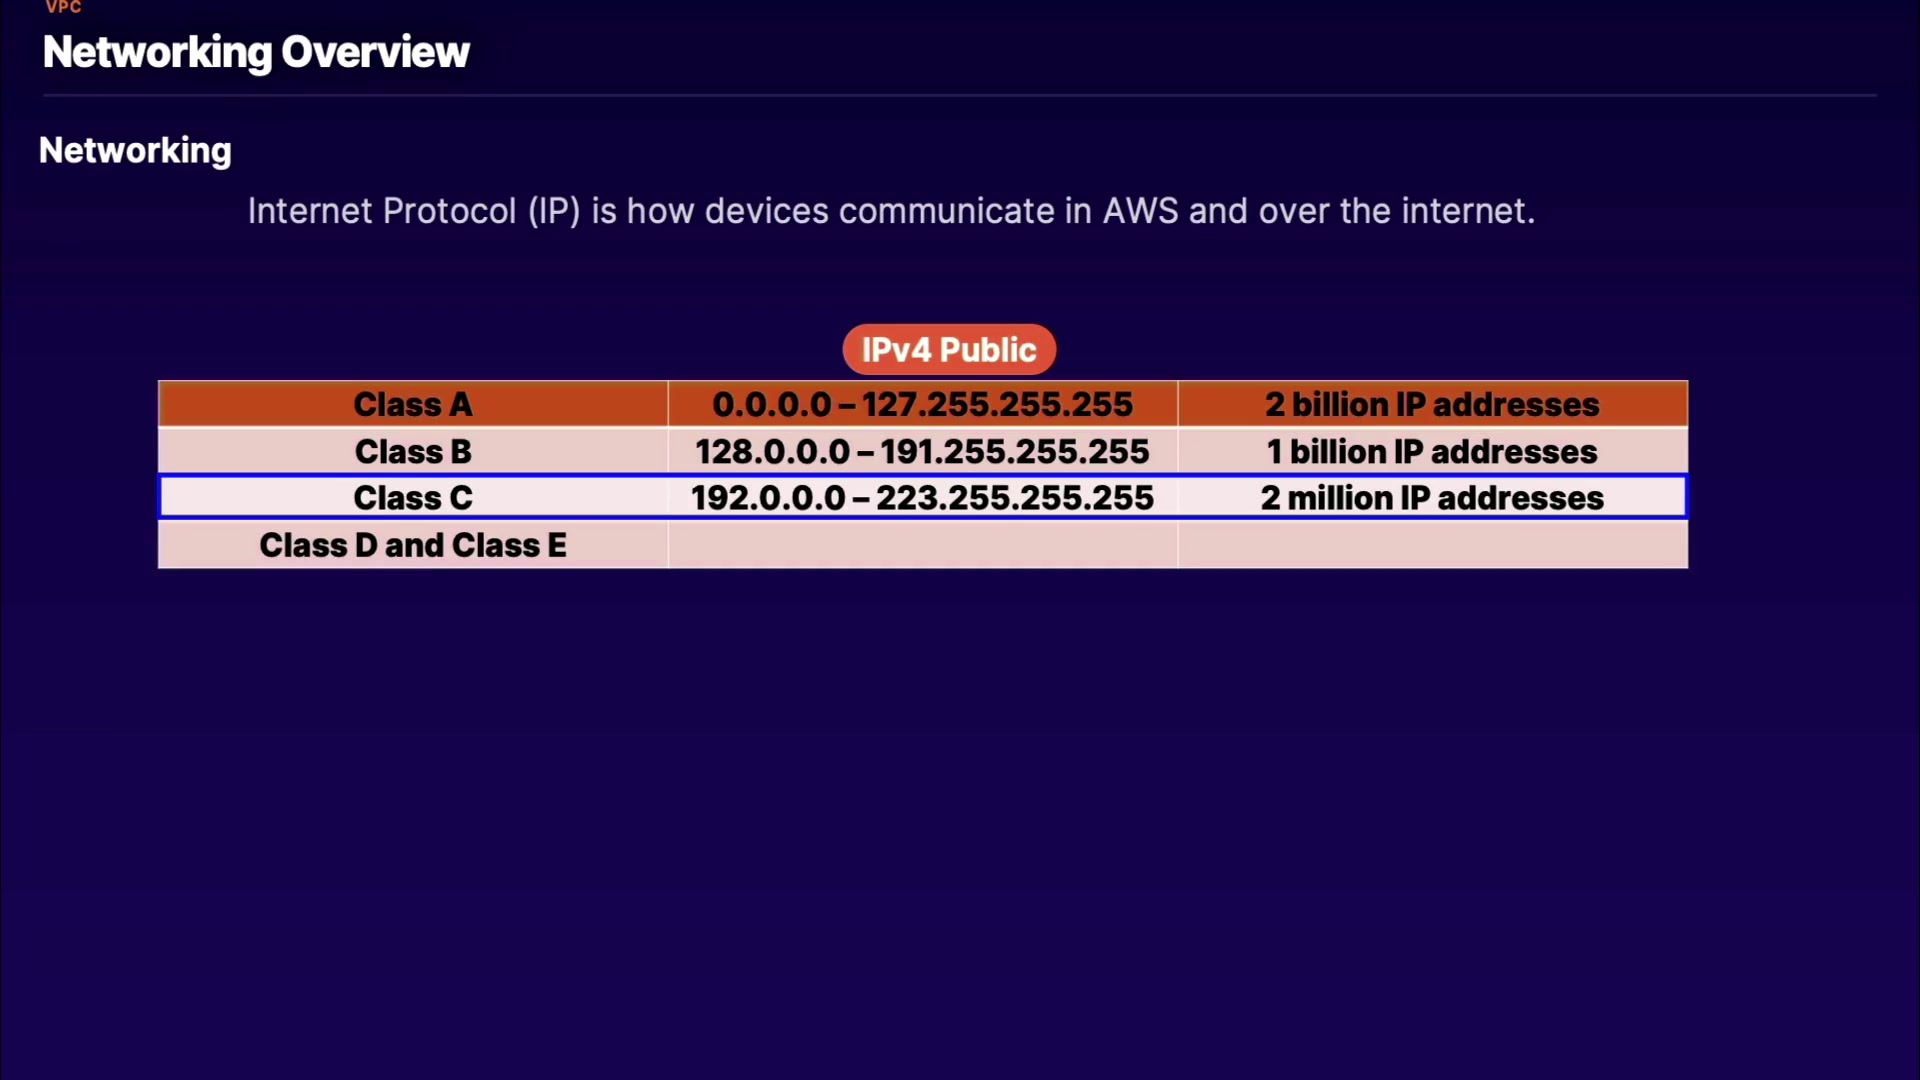 VPC
Networking Overview
Networking
Internet Protocol (IP) is how devices communicate in AWS and over the internet.
IPv4 Public
Class A 0.0.0.0 – 127.255.255.255 2 billion IP addresses
Class B 128.0.0.0 – 191.255.255.255 1 billion IP addresses
Class C 192.0.0.0 – 223.255.255.255 2 million IP addresses
Class D and Class E